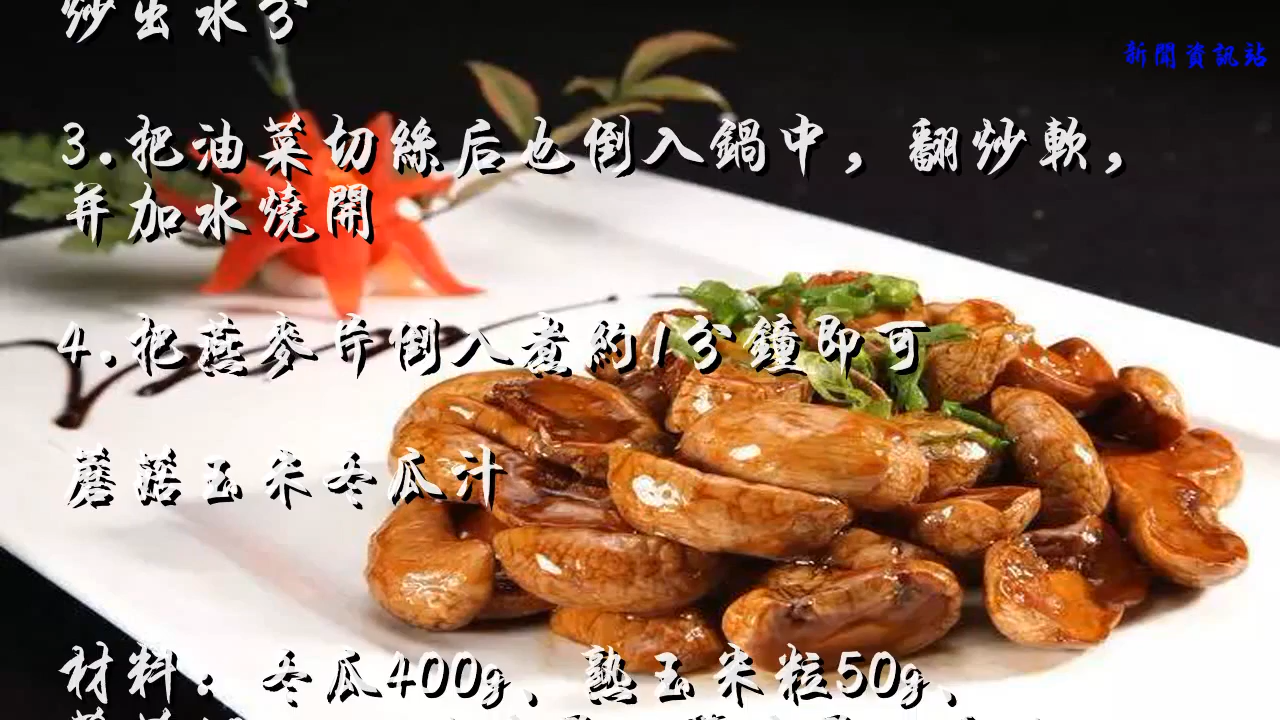 炒出水分
新聞資訊站
3.把油菜切絲后也倒入鍋中，翻炒軟，
并加水燒開
4.把燕麥片倒入煮約1分鐘即可
蘑菇玉米冬瓜汁
材料：冬瓜400g、熟玉米粒50g、